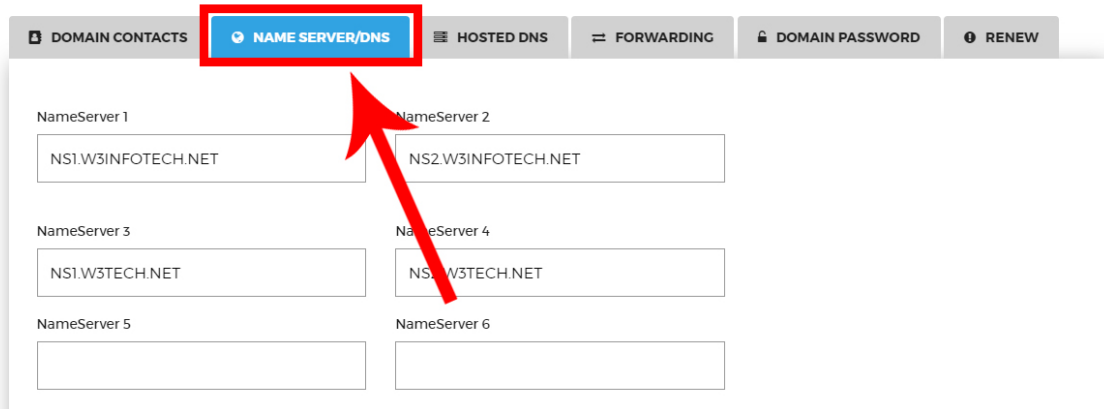 DOMAIN CONTACTS NAME SERVER/DNS HOSTED DNS FORWARDING DOMAIN PASSWORD RENEW
NameServer 1 NameServer 2
NS1.W3INFOTECH.NET NS2.W3INFOTECH.NET
NameServer 3 NameServer 4
NS1.W3TECH.NET NS2.W3TECH.NET
NameServer 5 NameServer 6